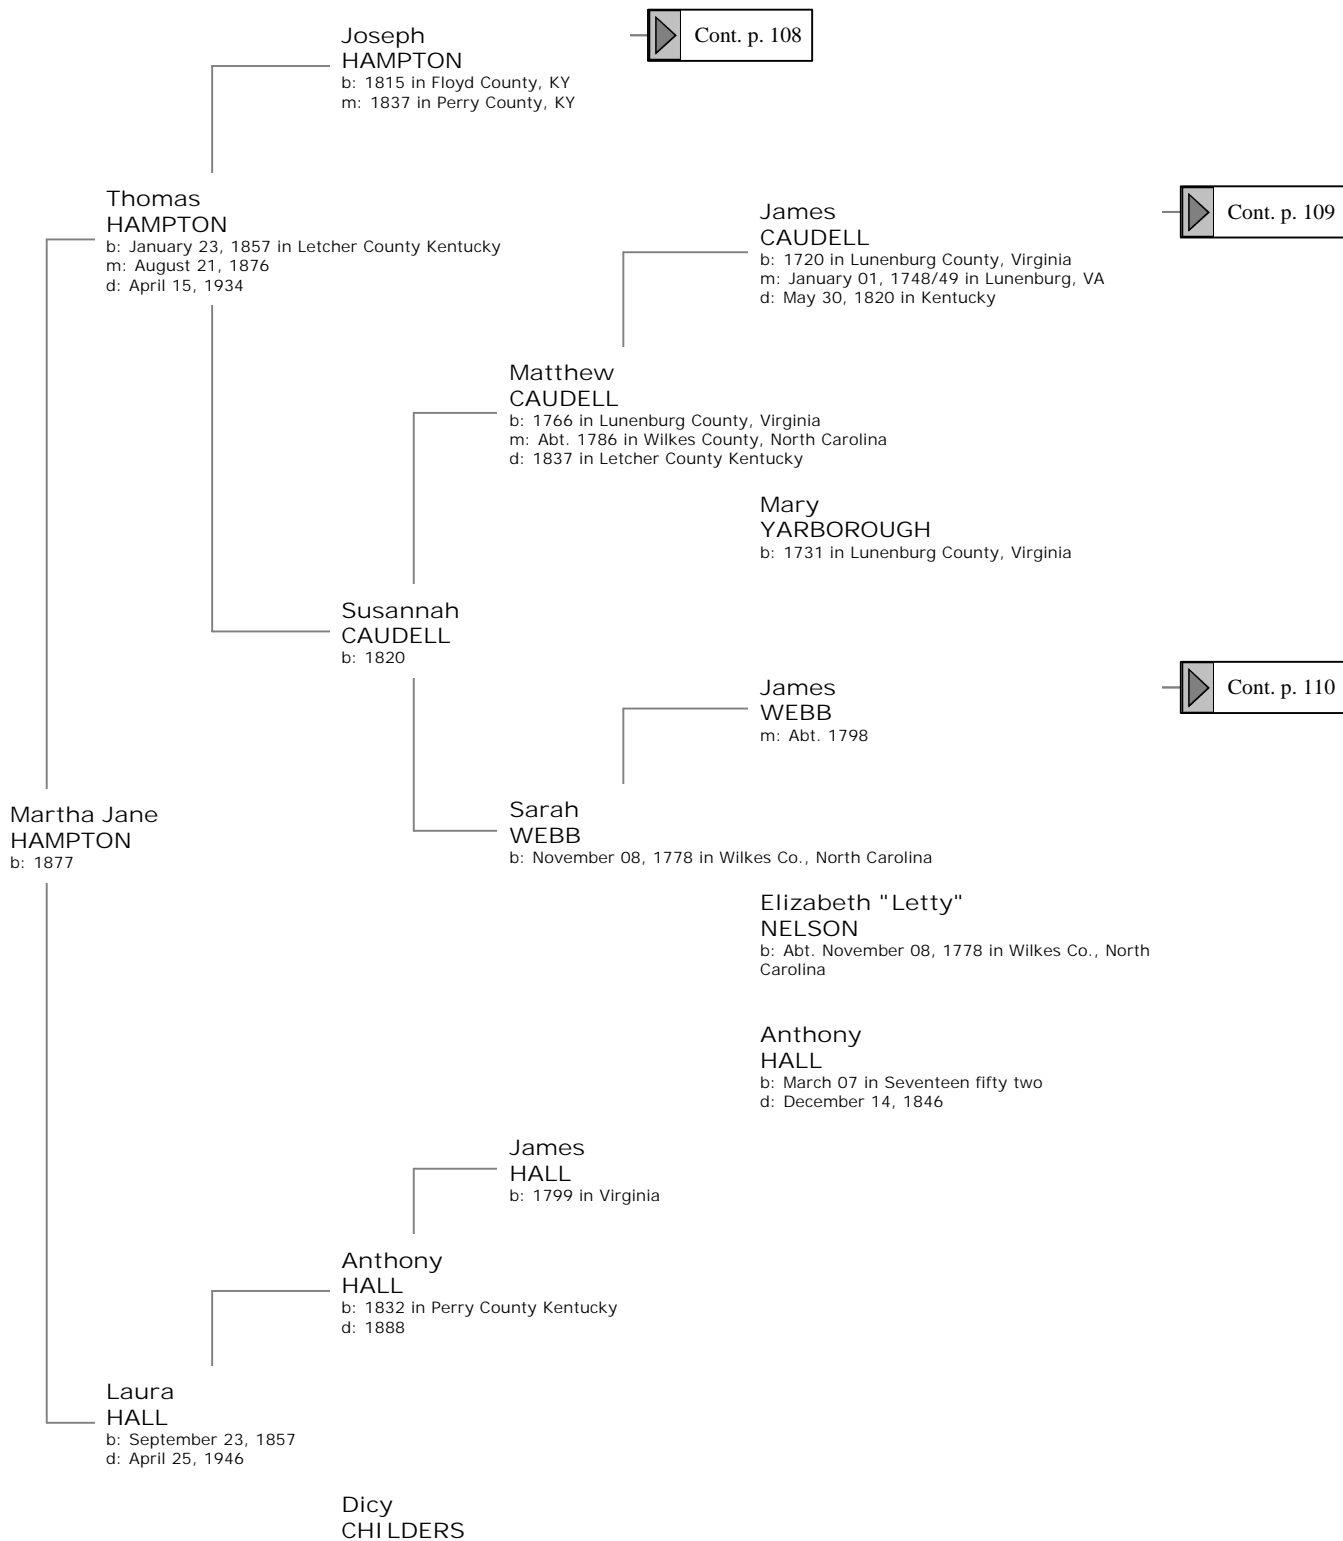 Joseph
HAMPTON
b: 1815 in Floyd County, KY
m: 1837 in Perry County, KY
Cont. p. 108
Thomas
HAMPTON
b: January 23, 1857 in Letcher County Kentucky
m: August 21, 1876
d: April 15, 1934
James
CAUDELL
b: 1720 in Lunenburg County, Virginia
m: January 01, 1748/49 in Lunenburg, VA
d: May 30, 1820 in Kentucky
Cont. p. 109
Matthew
CAUDELL
b: 1766 in Lunenburg County, Virginia
m: Abt. 1786 in Wilkes County, North Carolina
d: 1837 in Letcher County Kentucky
Mary
YARBOROUGH
b: 1731 in Lunenburg County, Virginia
Susannah
CAUDELL
b: 1820
James
WEBB
m: Abt. 1798
Cont. p. 110
Martha Jane
HAMPTON
b: 1877
Sarah
WEBB
b: November 08, 1778 in Wilkes Co., North Carolina
Elizabeth "Letty"
NELSON
b: Abt. November 08, 1778 in Wilkes Co., North
Carolina
Anthony
HALL
b: March 07 in Seventeen fifty two
d: December 14, 1846
James
HALL
b: 1799 in Virginia
Anthony
HALL
b: 1832 in Perry County Kentucky
d: 1888
Laura
HALL
b: September 23, 1857
d: April 25, 1946
Dicy
CHILDERS